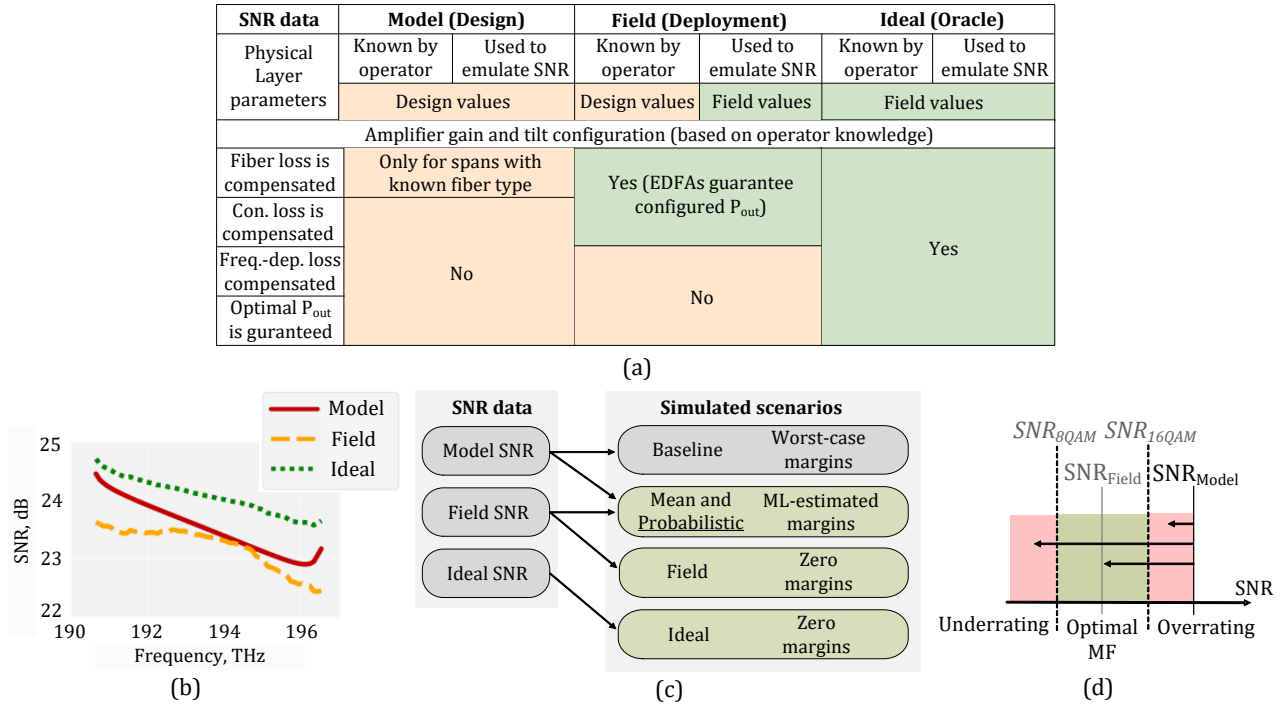 SNR data Model (Design) Field (Deployment) Ideal (Oracle)
Physical Layer parameters
Known by operator
Used to emulate SNR
Known by operator
Used to emulate SNR
Known by operator
Used to emulate SNR
Design values Design values Field values Field values
Amplifier gain and tilt configuration (based on operator knowledge)
Fiber loss is
compensated
Only for spans with
known fiber type
Yes (EDFAs guarantee
configured Pout)
Con. loss is
compensated
Freq.-dep. loss
compensated
No
No
Yes
Optimal Pout
is guranteed
(a)
Model
Field
Ideal
SNR, dB
25
24
23
22
190 192 194 196
Frequency, THz
(b)
SNR data Simulated scenarios
Model SNR Baseline Worst-case
margins
Field SNR Mean and
Probabilistic
ML-estimated
margins
Ideal SNR Field Zero
margins
Ideal Zero
margins
(c)
SNR8QAM SNR16QAM
SNRField SNRModel
SNR
Underrating Optimal
MF
Overrating
(d)